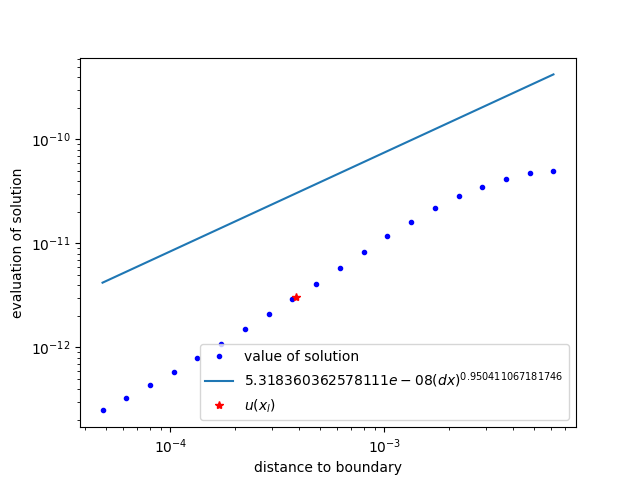 evaluation of solution
10⁻¹⁰
10⁻¹¹
10⁻¹²
10⁻⁴
10⁻³
distance to boundary
value of solution
5.318360362578111e − 08(dx)^0.950411067181746
u(x_l)